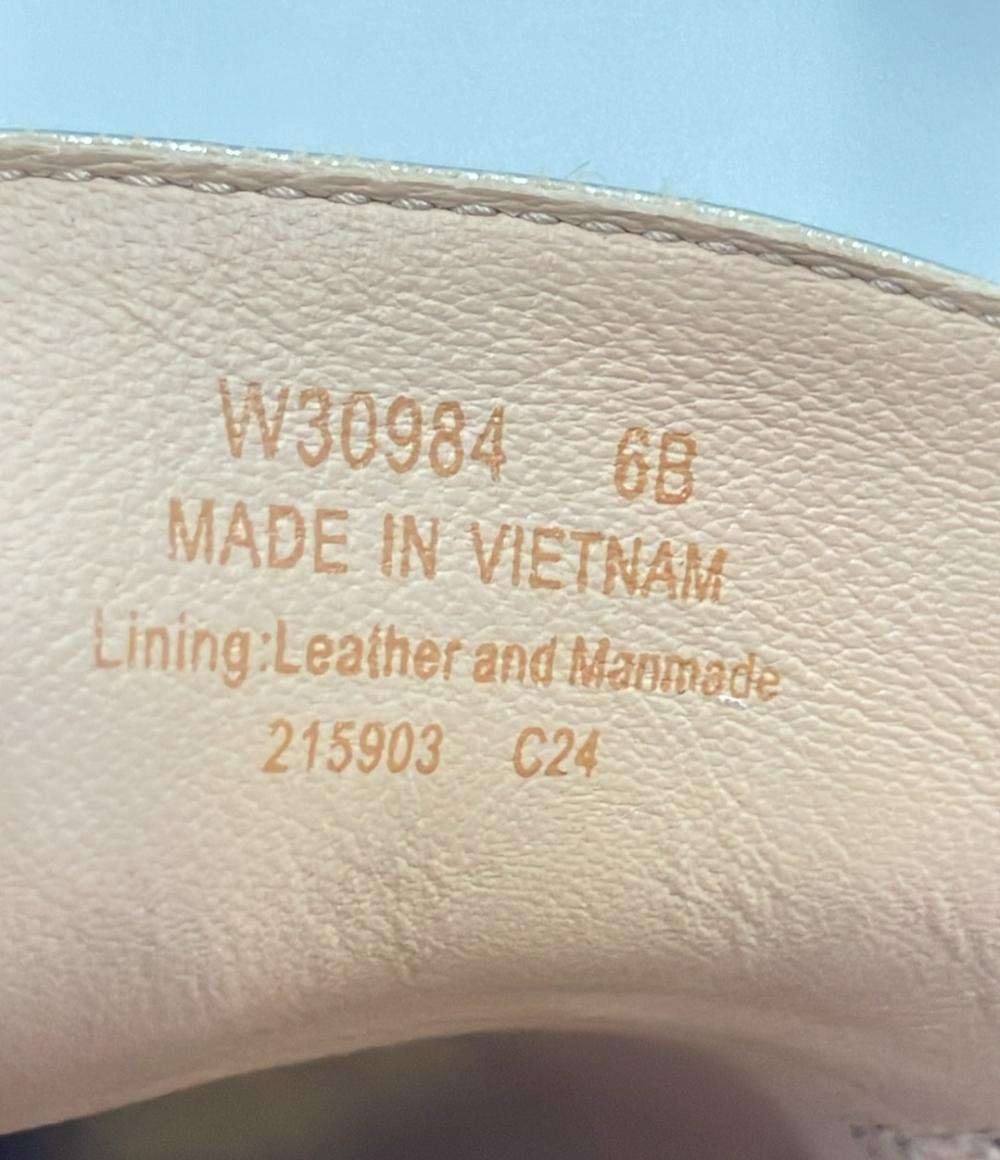 W30984 6B
MADE IN VIETNAM
Lining:Leather and Manmade
215903 C24